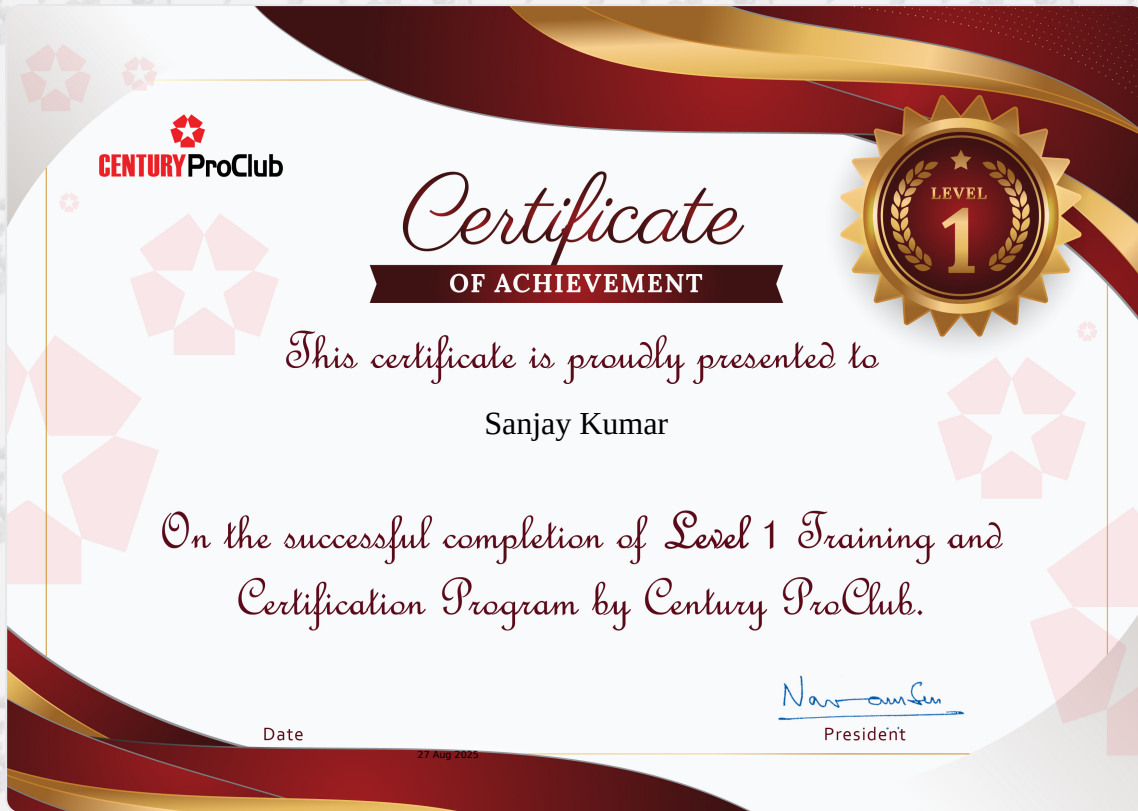 CENTURY ProClub
LEVEL
1
Certificate
OF ACHIEVEMENT
This certificate is proudly presented to
Sanjay Kumar
On the successful completion of Level 1 Training and
Certification Program by Century ProClub.
Date
President
27 Aug 2025